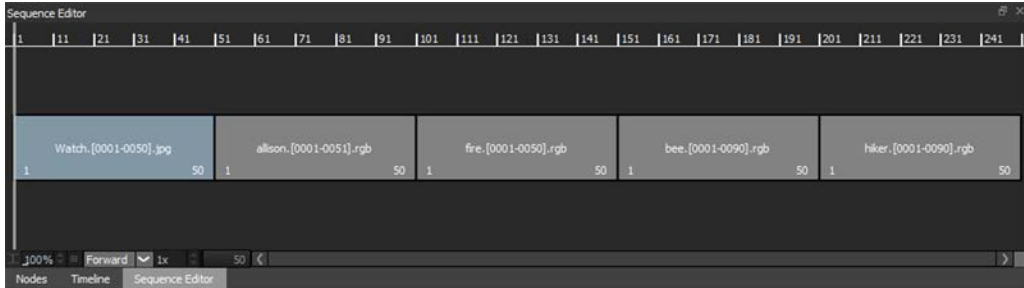 Sequence Editor
1 11 21 31 41 51 61 71 81 91 101 111 121 131 141 151 161 171 181 191 201 211 221 231 241
Watch.[0001-0050].jpg allison.[0001-0051].rgb fire.[0001-0050].rgb bee.[0001-0090].rgb hiker.[0001-0090].rgb
1 50 1 50 1 50 1 50 1 50
100% Forward 1x 50
Nodes Timeline Sequence Editor